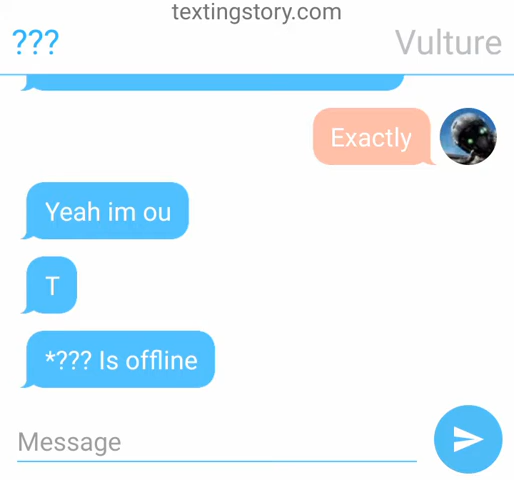 textingstory.com
??? Vulture
Exactly
Yeah im ou
T
*??? Is offline
Message